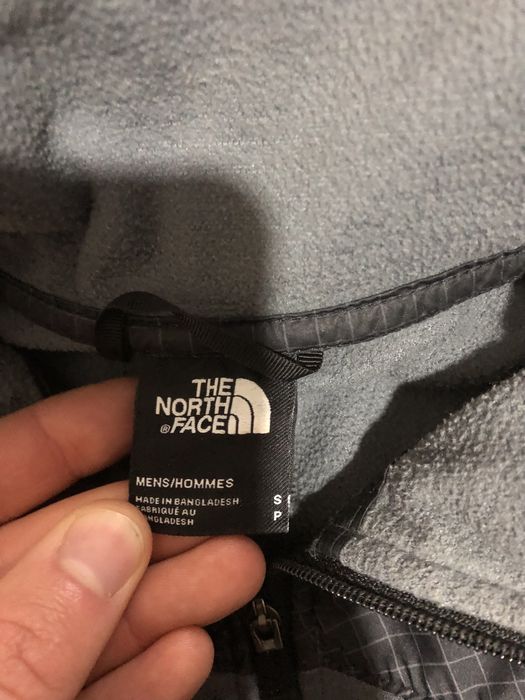 THE
NORTH
® FACE
MENS/HOMMES
MADE IN BANGLADESH
FABRIQUÉ AU
BANGLADESH
S
P